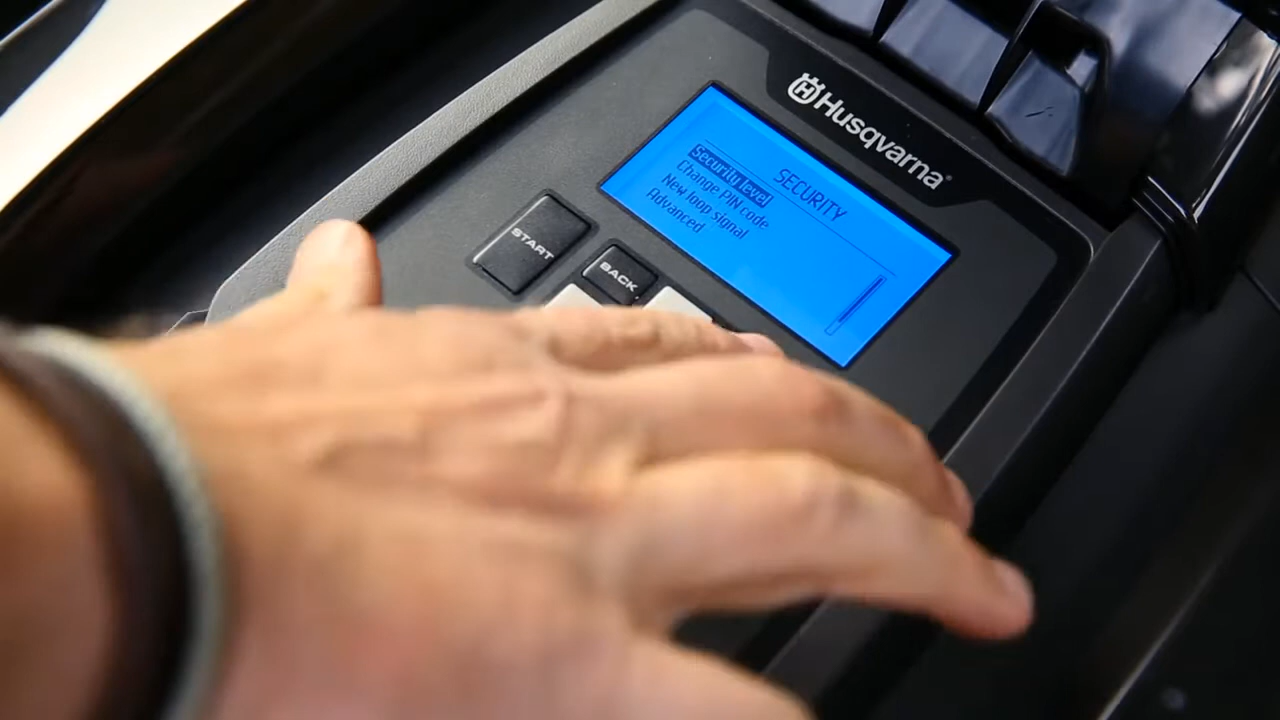 Husqvarna
SECURITY
Security level
Change PIN code
New loop signal
Advanced
START
BACK